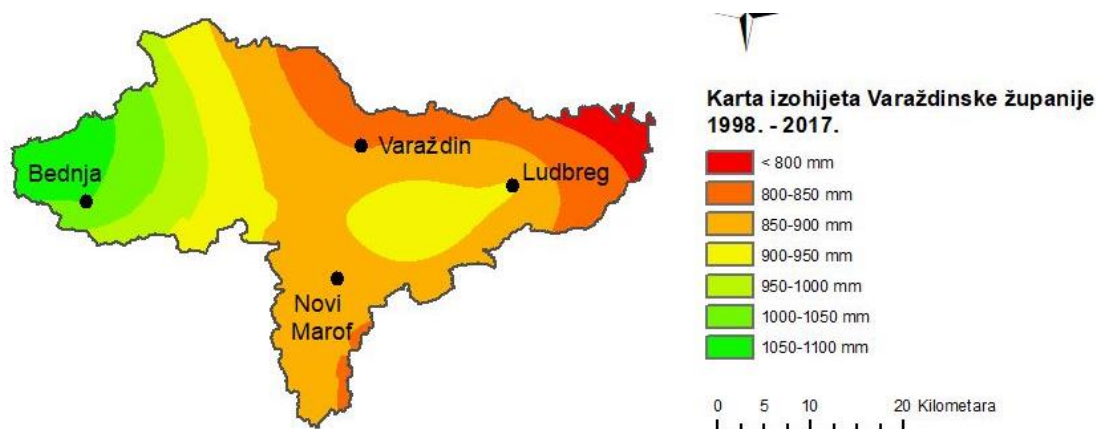 Bednja
Varaždin
Ludbreg
Novi
Marof
Karta izohijeta Varaždinske županije
1998. - 2017.
< 800 mm
800-850 mm
850-900 mm
900-950 mm
950-1000 mm
1000-1050 mm
1050-1100 mm
0 5 10 20 Kilometara